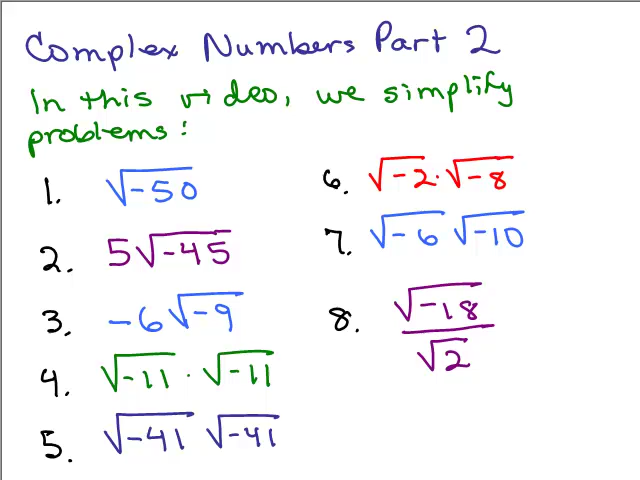 Complex Numbers Part 2
In this video, we simplify
problems:
1. √-50
2. 5√-45
3. -6√-9
4. √-11 · √-11
5. √-41 √-41
6. √-2 · √-8
7. √-6 √-10
8. √-18 / √2